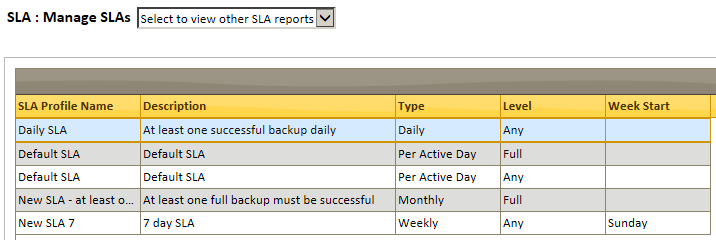 SLA : Manage SLAs Select to view other SLA reports
SLA Profile Name Description Type Level Week Start
Daily SLA At least one successful backup daily Daily Any
Default SLA Default SLA Per Active Day Full
Default SLA Default SLA Per Active Day Any
New SLA - at least o... At least one full backup must be successful Monthly Full
New SLA 7 7 day SLA Weekly Any Sunday